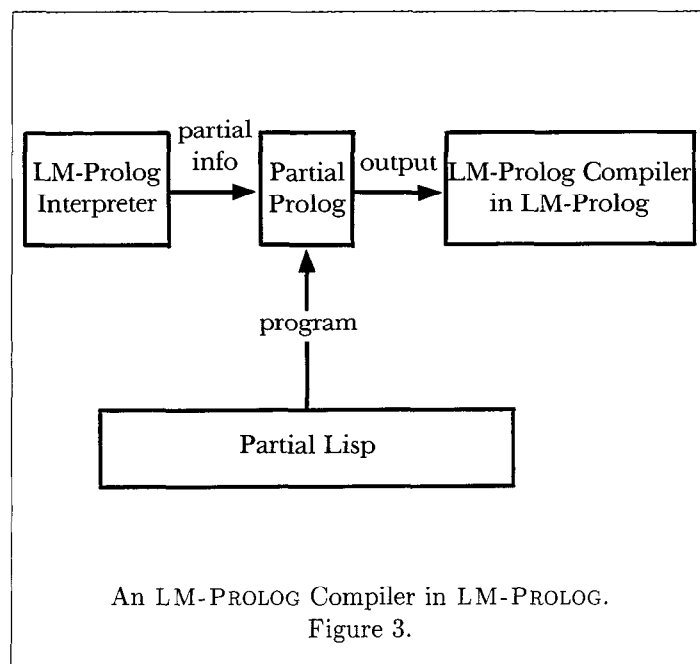 partial
info
LM-Prolog
Interpreter
Partial
Prolog
output
LM-Prolog Compiler
in LM-Prolog
program
Partial Lisp
An LM-PROLOG Compiler in LM-PROLOG.
Figure 3.